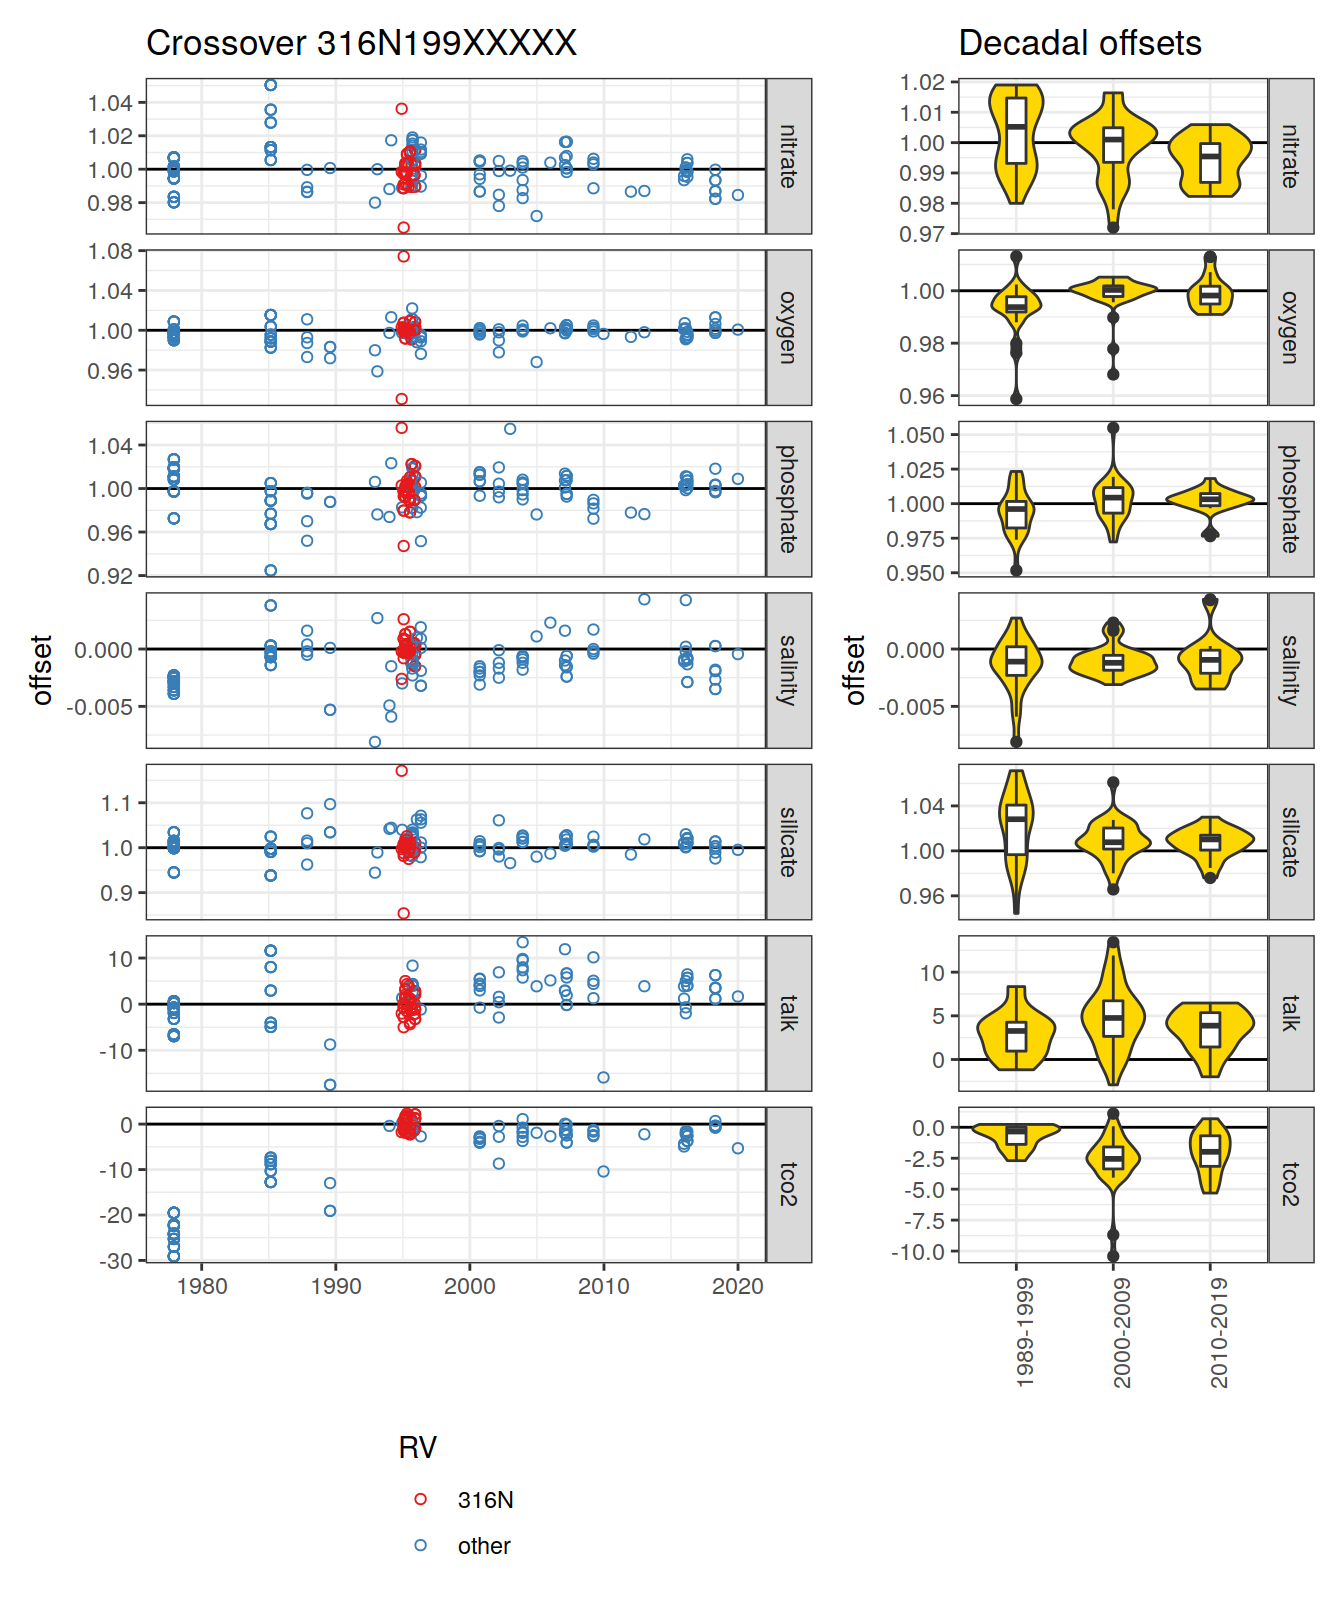 Crossover 316N199XXXXX
Decadal offsets
1.04
1.02
1.00
0.98
nitrate
1.02
1.01
1.00
0.99
0.98
0.97
nitrate
1.08
1.04
1.00
0.96
oxygen
1.00
0.98
0.96
oxygen
1.04
1.00
0.96
0.92
phosphate
1.050
1.025
1.000
0.975
0.950
phosphate
offset
0.000
-0.005
salinity
offset
0.000
-0.005
salinity
1.1
1.0
0.9
silicate
1.04
1.00
0.96
silicate
10
0
-10
talk
10
5
0
talk
0
-10
-20
-30
tco2
0.0
-2.5
-5.0
-7.5
-10.0
tco2
1980 1990 2000 2010 2020
1989-1999
2000-2009
2010-2019
RV
316N
other